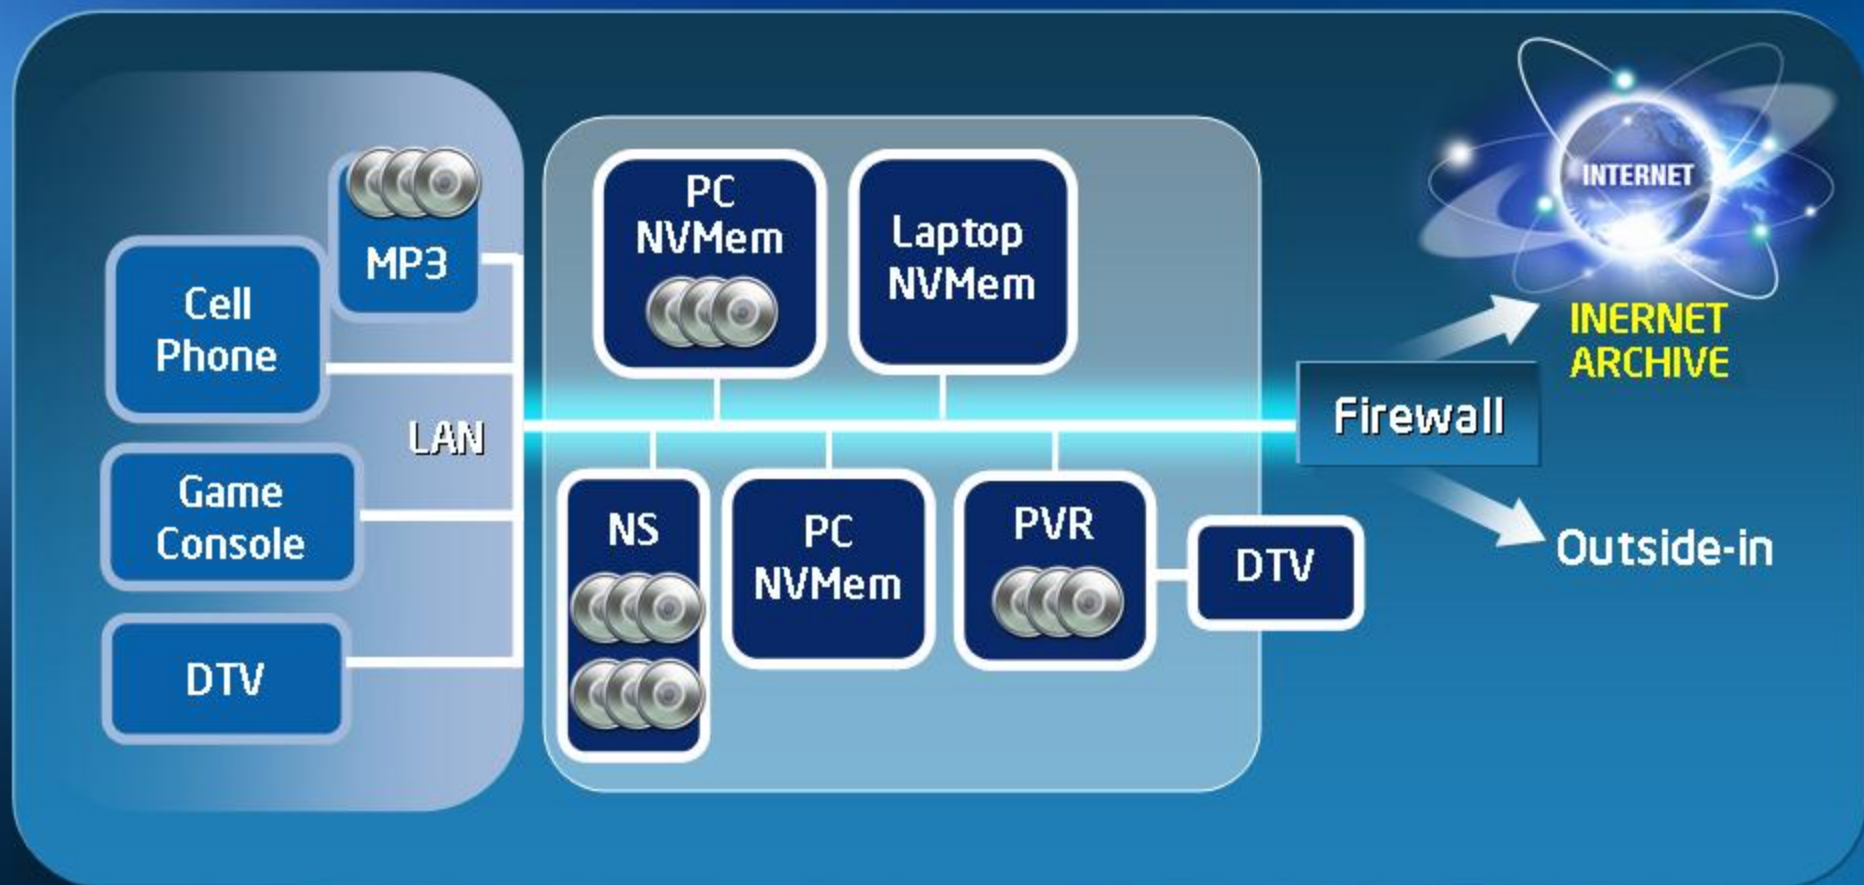 MP3
Cell
Phone
LAN
Game
Console
DTV
PC
NVMem
Laptop
NVMem
NS
PC
NVMem
PVR
DTV
Firewall
INTERNET
INERNET
ARCHIVE
Outside-in